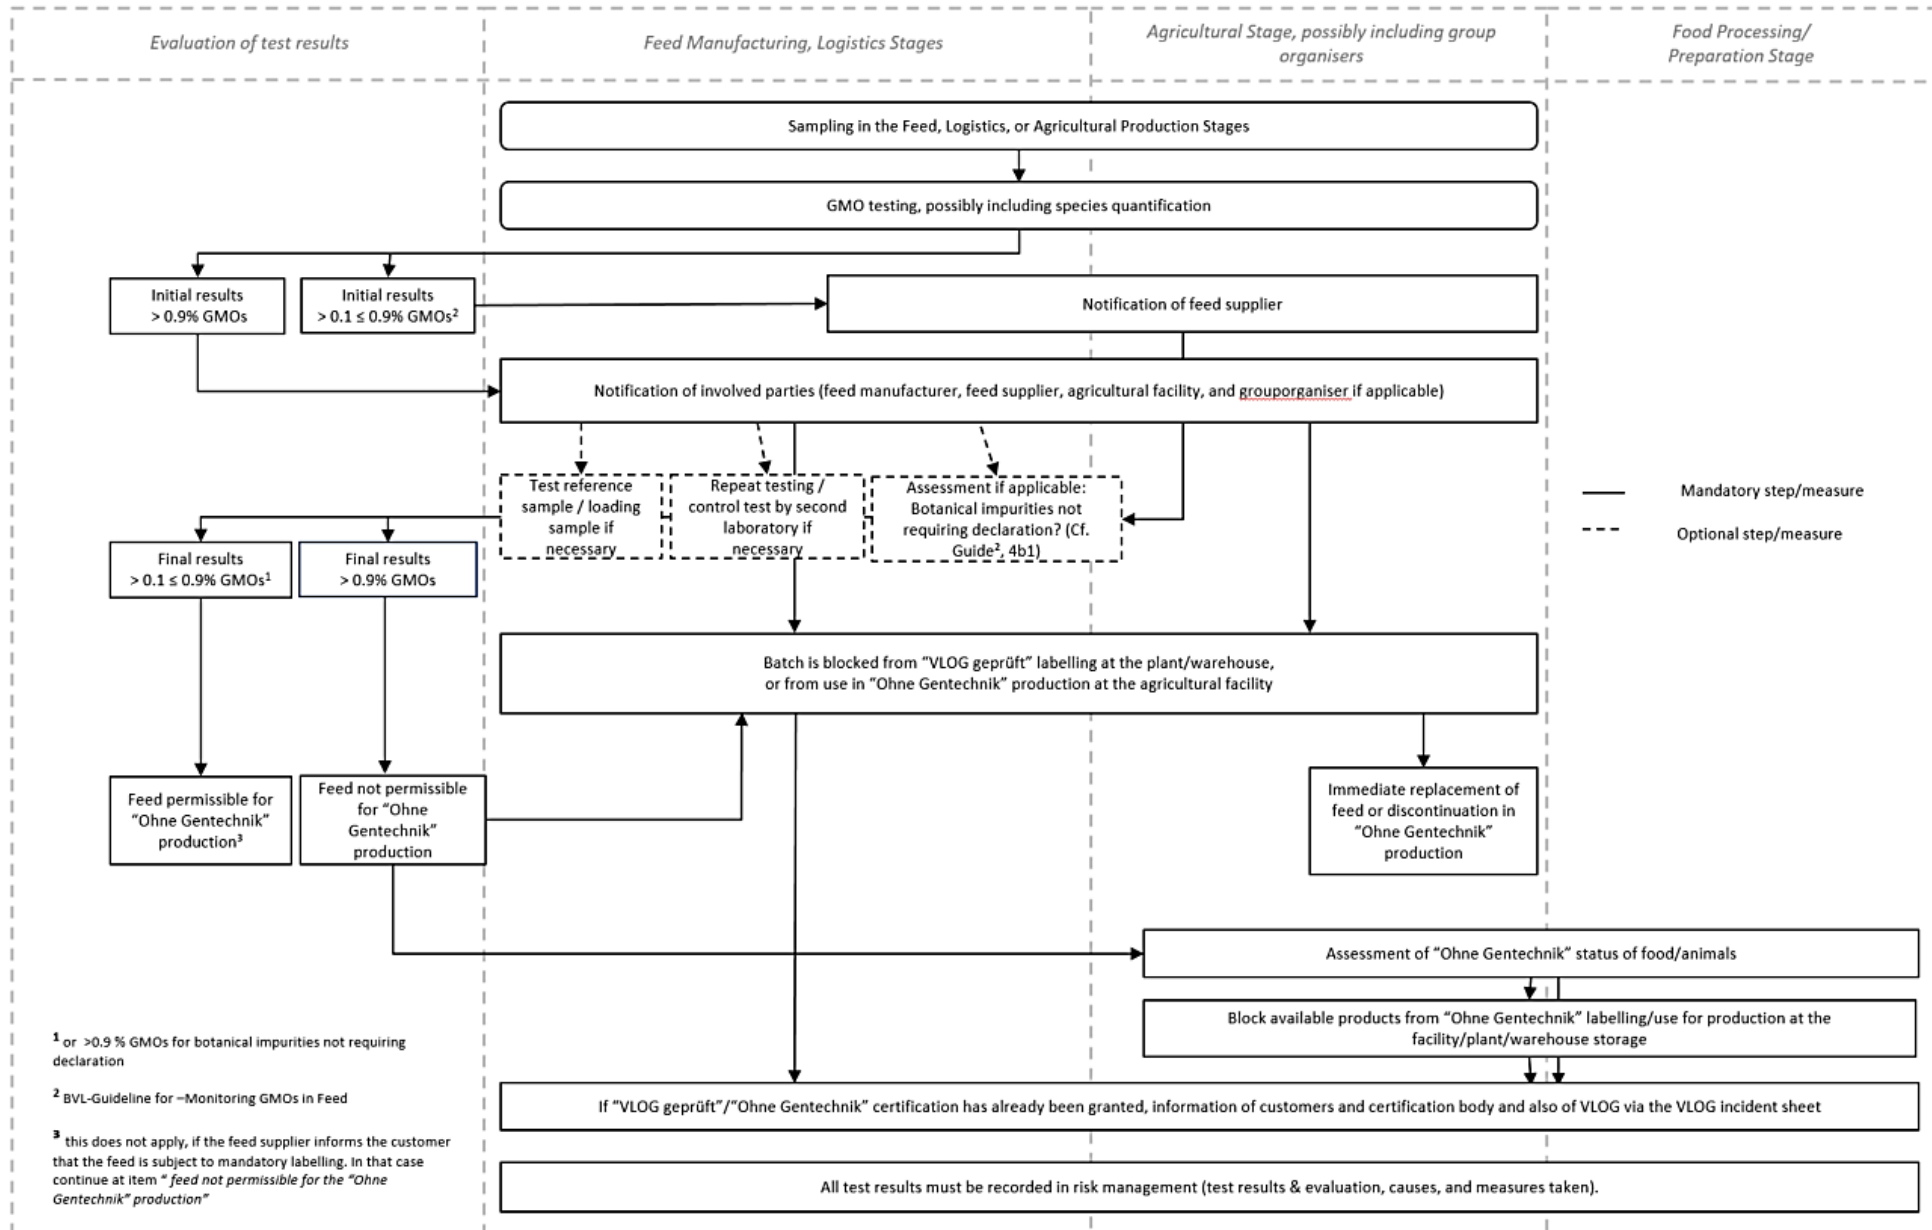 Evaluation of test results
Feed Manufacturing, Logistics Stages
Agricultural Stage, possibly including group
organisers
Food Processing/
Preparation Stage
Sampling in the Feed, Logistics, or Agricultural Production Stages
GMO testing, possibly including species quantification
Initial results
> 0.9% GMOs
Initial results
> 0.1 ≤ 0.9% GMOs²
Notification of feed supplier
Notification of involved parties (feed manufacturer, feed supplier, agricultural facility, and grouporganiser if applicable)
Test reference
sample / loading
sample if
necessary
Repeat testing /
control test by second
laboratory if
necessary
Assessment if applicable:
Botanical impurities not
requiring declaration? (Cf.
Guide², 4b1)
Mandatory step/measure
Optional step/measure
Final results
> 0.1 ≤ 0.9% GMOs¹
Final results
> 0.9% GMOs
Batch is blocked from “VLOG geprüft” labelling at the plant/warehouse,
or from use in “Ohne Gentechnik” production at the agricultural facility
Feed permissible for
“Ohne Gentechnik”
production³
Feed not permissible
for “Ohne
Gentechnik”
production
Immediate replacement of
feed or discontinuation in
“Ohne Gentechnik”
production
Assessment of “Ohne Gentechnik” status of food/animals
Block available products from “Ohne Gentechnik” labelling/use for production at the
facility/plant/warehouse storage
If “VLOG geprüft”/“Ohne Gentechnik” certification has already been granted, information of customers and certification body and also of VLOG via the VLOG incident sheet
All test results must be recorded in risk management (test results & evaluation, causes, and measures taken).
¹ or >0.9 % GMOs for botanical impurities not requiring
declaration
² BVL-Guideline for –Monitoring GMOs in Feed
³ this does not apply, if the feed supplier informs the customer
that the feed is subject to mandatory labelling. In that case
continue at item “ feed not permissible for the “Ohne
Gentechnik” production”